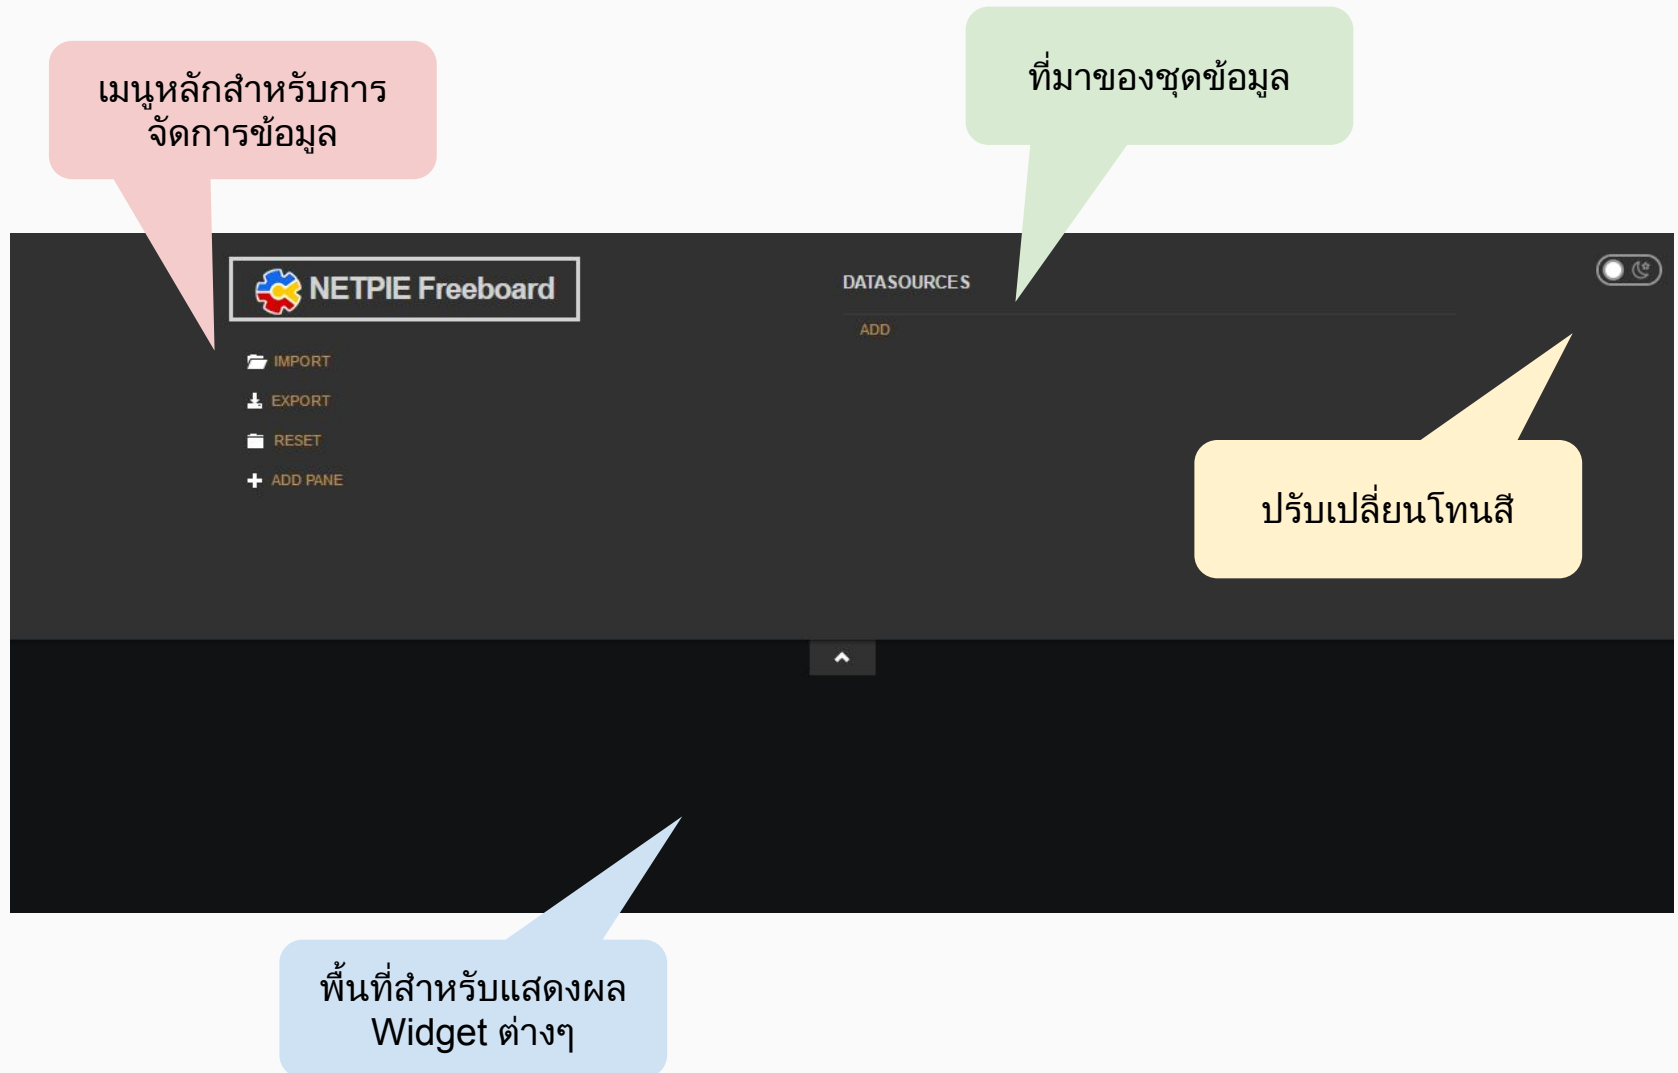 เมนูหลักสำหรับการ
จัดการข้อมูล
ที่มาของชุดข้อมูล
NETPIE Freeboard
IMPORT
EXPORT
RESET
ADD PANE
DATASOURCES
ADD
ปรับเปลี่ยนโทนสี
พื้นที่สำหรับแสดงผล
Widget ต่างๆ